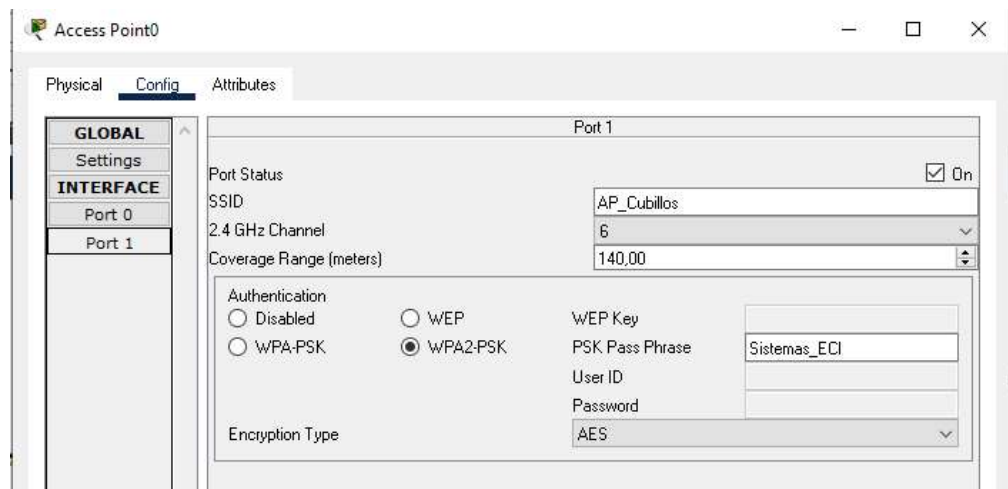 Access Point0
Physical Config Attributes
GLOBAL
Settings
INTERFACE
Port 0
Port 1
Port 1
Port Status On
SSID AP_Cubillos
2.4 GHz Channel 6
Coverage Range (meters) 140,00
Authentication
Disabled WEP WEP Key
WPA-PSK WPA2-PSK PSK Pass Phrase Sistemas_ECI
User ID
Password
Encryption Type AES